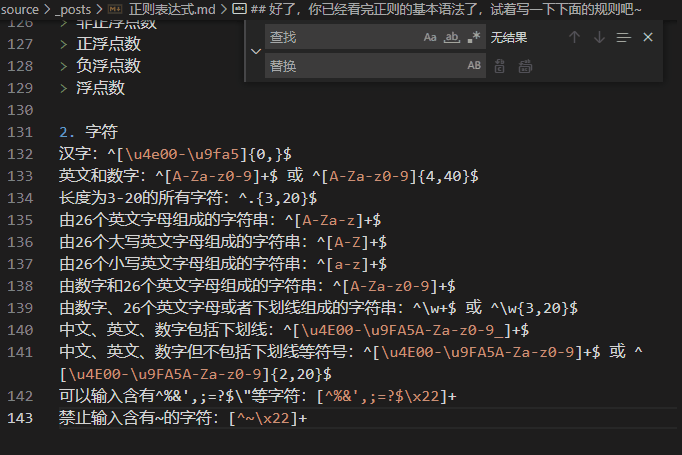 source > _posts > 正则表达式.md > ## 好了，你已经看完正则的基本语法了，试着写一下下面的规则吧~
126 > 非正浮点数
127 > 正浮点数
128 > 负浮点数
129 > 浮点数
130
131 2. 字符
132 汉字：^[\u4e00-\u9fa5]{0,}$
133 英文和数字：^[A-Za-z0-9]+$ 或 ^[A-Za-z0-9]{4,40}$
134 长度为3-20的所有字符：^.{3,20}$
135 由26个英文字母组成的字符串：^[A-Za-z]+$
136 由26个大写英文字母组成的字符串：^[A-Z]+$
137 由26个小写英文字母组成的字符串：^[a-z]+$
138 由数字和26个英文字母组成的字符串：^[A-Za-z0-9]+$
139 由数字、26个英文字母或者下划线组成的字符串：^\w+$ 或 ^\w{3,20}$
140 中文、英文、数字包括下划线：^[\u4E00-\u9FA5A-Za-z0-9_]+$
141 中文、英文、数字但不包括下划线等符号：^[\u4E00-\u9FA5A-Za-z0-9]+$ 或 ^
[\u4E00-\u9FA5A-Za-z0-9]{2,20}$
142 可以输入含有^%&',;=?$\"等字符：[^%&',;=?$\x22]+
143 禁止输入含有~的字符：[^~\x22]+
查找 Aa ab .* 无结果
替换 AB